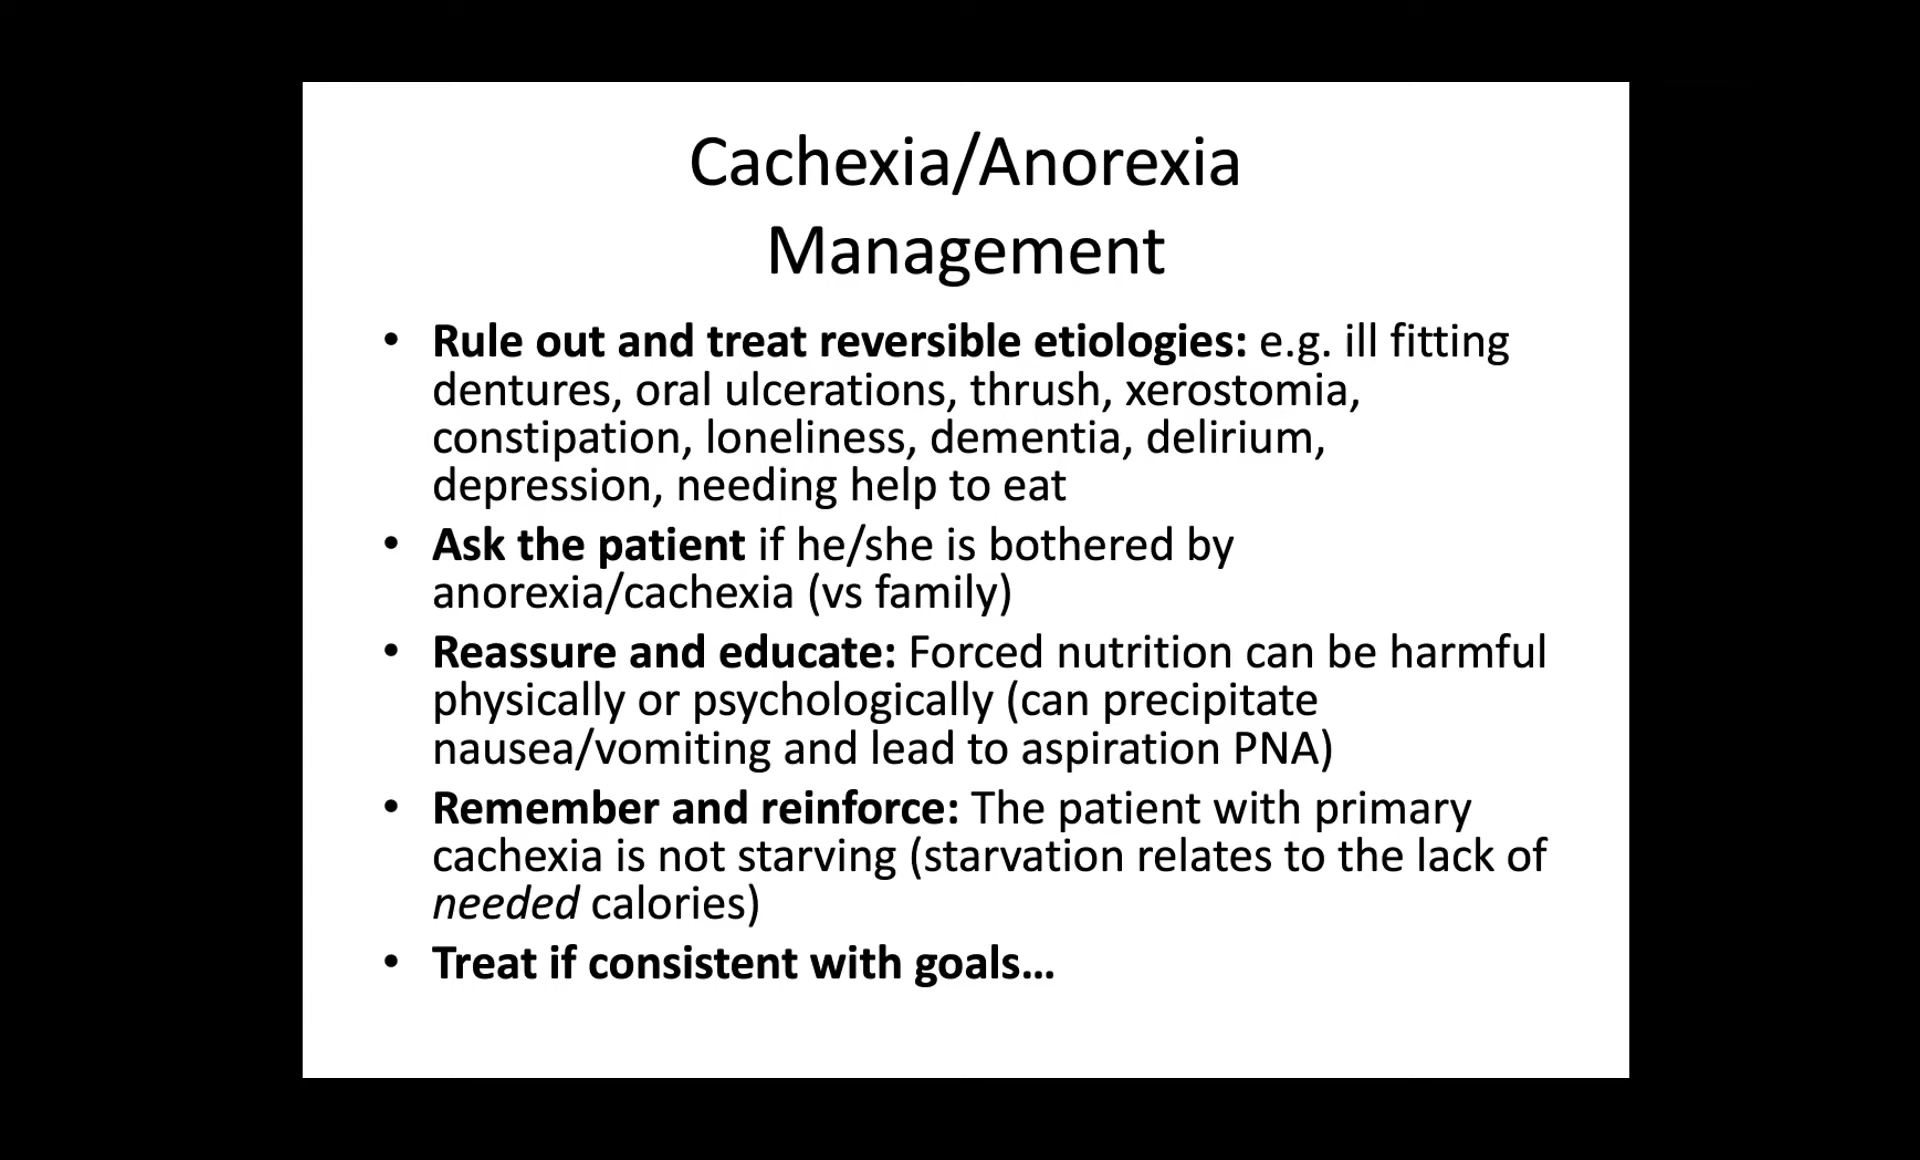 Cachexia/Anorexia
Management
• Rule out and treat reversible etiologies: e.g. ill fitting
dentures, oral ulcerations, thrush, xerostomia,
constipation, loneliness, dementia, delirium,
depression, needing help to eat
• Ask the patient if he/she is bothered by
anorexia/cachexia (vs family)
• Reassure and educate: Forced nutrition can be harmful
physically or psychologically (can precipitate
nausea/vomiting and lead to aspiration PNA)
• Remember and reinforce: The patient with primary
cachexia is not starving (starvation relates to the lack of
needed calories)
• Treat if consistent with goals...